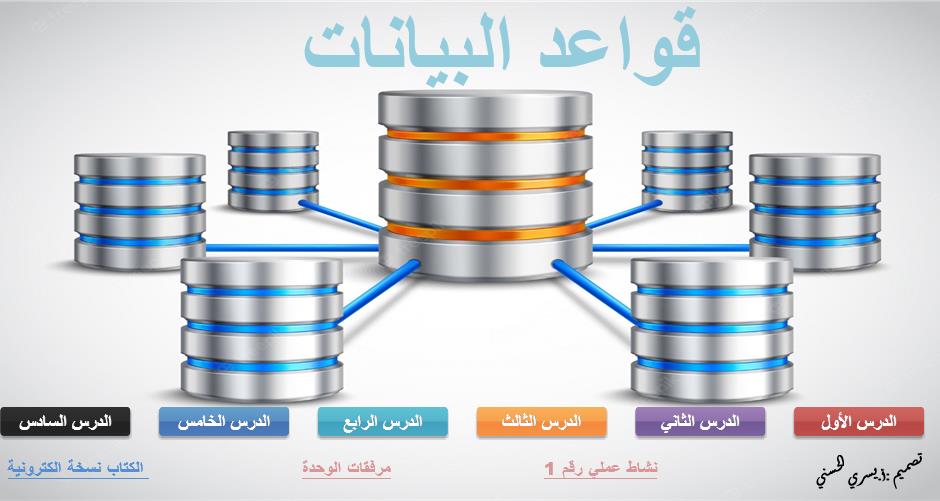 قواعد البيانات
الدرس الأول
الدرس الثاني
الدرس الثالث
الدرس الرابع
الدرس الخامس
الدرس السادس
نشاط عملي رقم 1
مرفقات الوحدة
الكتاب نسخة الكترونية
تصميم :أ.يسري الحسني